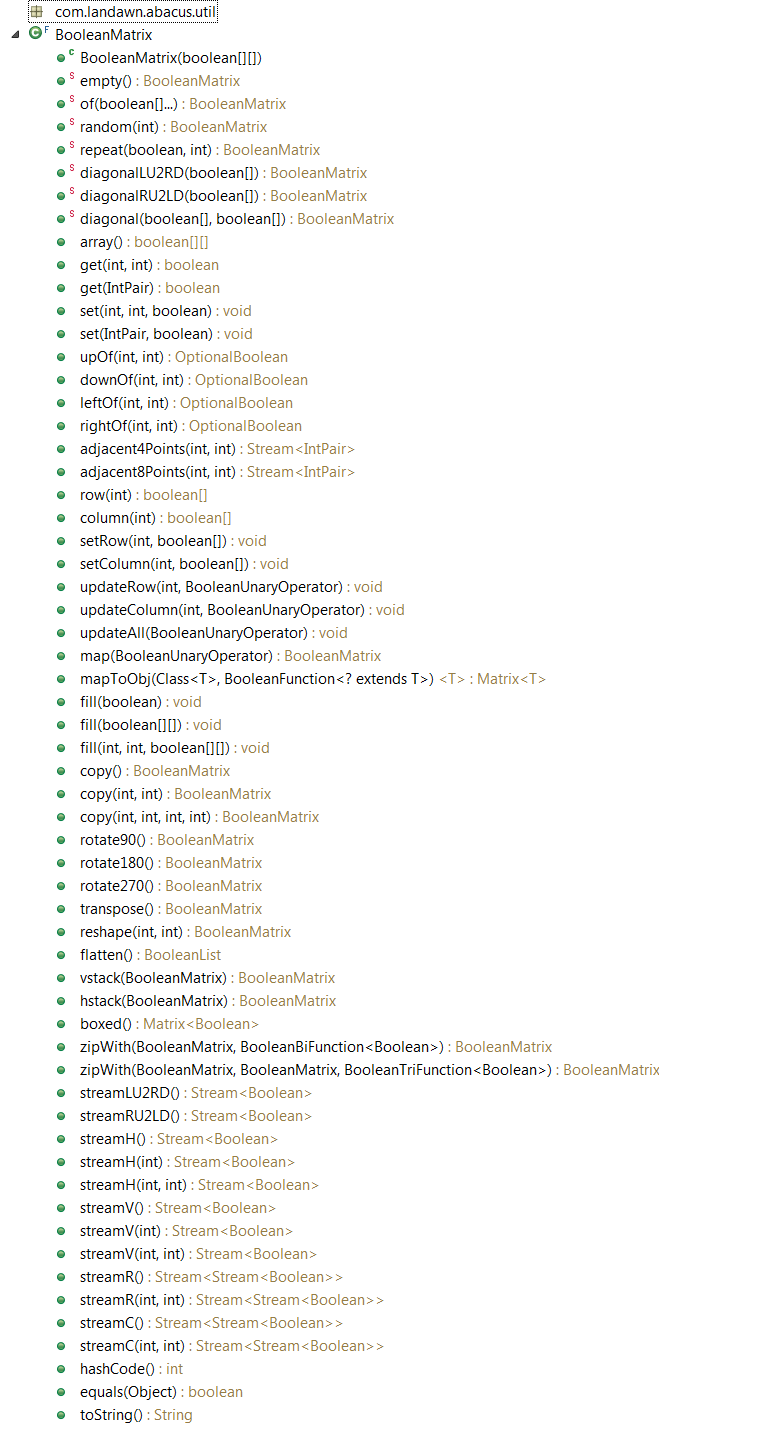 com.landawn.abacus.util
BooleanMatrix
BooleanMatrix(boolean[][])
empty() : BooleanMatrix
of(boolean[]...) : BooleanMatrix
random(int) : BooleanMatrix
repeat(boolean, int) : BooleanMatrix
diagonalLU2RD(boolean[]) : BooleanMatrix
diagonalRU2LD(boolean[]) : BooleanMatrix
diagonal(boolean[], boolean[]) : BooleanMatrix
array() : boolean[][]
get(int, int) : boolean
get(IntPair) : boolean
set(int, int, boolean) : void
set(IntPair, boolean) : void
upOf(int, int) : OptionalBoolean
downOf(int, int) : OptionalBoolean
leftOf(int, int) : OptionalBoolean
rightOf(int, int) : OptionalBoolean
adjacent4Points(int, int) : Stream<IntPair>
adjacent8Points(int, int) : Stream<IntPair>
row(int) : boolean[]
column(int) : boolean[]
setRow(int, boolean[]) : void
setColumn(int, boolean[]) : void
updateRow(int, BooleanUnaryOperator) : void
updateColumn(int, BooleanUnaryOperator) : void
updateAll(BooleanUnaryOperator) : void
map(BooleanUnaryOperator) : BooleanMatrix
mapToObj(Class<T>, BooleanFunction<? extends T>) <T> : Matrix<T>
fill(boolean) : void
fill(boolean[][]) : void
fill(int, int, boolean[][]) : void
copy() : BooleanMatrix
copy(int, int) : BooleanMatrix
copy(int, int, int, int) : BooleanMatrix
rotate90() : BooleanMatrix
rotate180() : BooleanMatrix
rotate270() : BooleanMatrix
transpose() : BooleanMatrix
reshape(int, int) : BooleanMatrix
flatten() : BooleanList
vstack(BooleanMatrix) : BooleanMatrix
hstack(BooleanMatrix) : BooleanMatrix
boxed() : Matrix<Boolean>
zipWith(BooleanMatrix, BooleanBiFunction<Boolean>) : BooleanMatrix
zipWith(BooleanMatrix, BooleanMatrix, BooleanTriFunction<Boolean>) : BooleanMatrix
streamLU2RD() : Stream<Boolean>
streamRU2LD() : Stream<Boolean>
streamH() : Stream<Boolean>
streamH(int) : Stream<Boolean>
streamH(int, int) : Stream<Boolean>
streamV() : Stream<Boolean>
streamV(int) : Stream<Boolean>
streamV(int, int) : Stream<Boolean>
streamR() : Stream<Stream<Boolean>>
streamR(int, int) : Stream<Stream<Boolean>>
streamC() : Stream<Stream<Boolean>>
streamC(int, int) : Stream<Stream<Boolean>>
hashCode() : int
equals(Object) : boolean
toString() : String